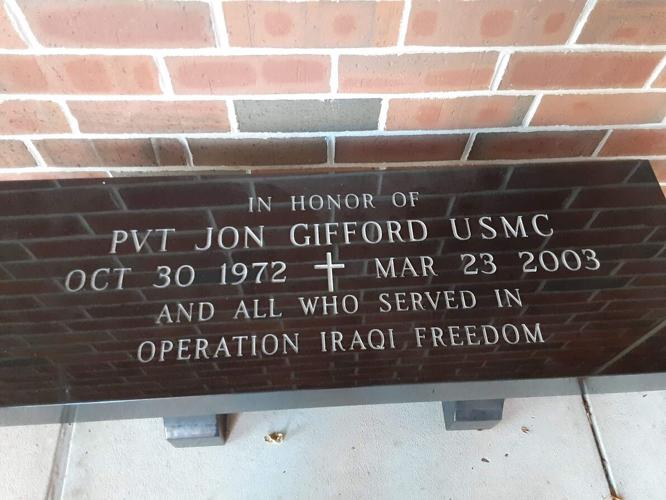 IN HONOR OF
PVT JON GIFFORD USMC
OCT 30 1972 MAR 23 2003
AND ALL WHO SERVED IN
OPERATION IRAQI FREEDOM